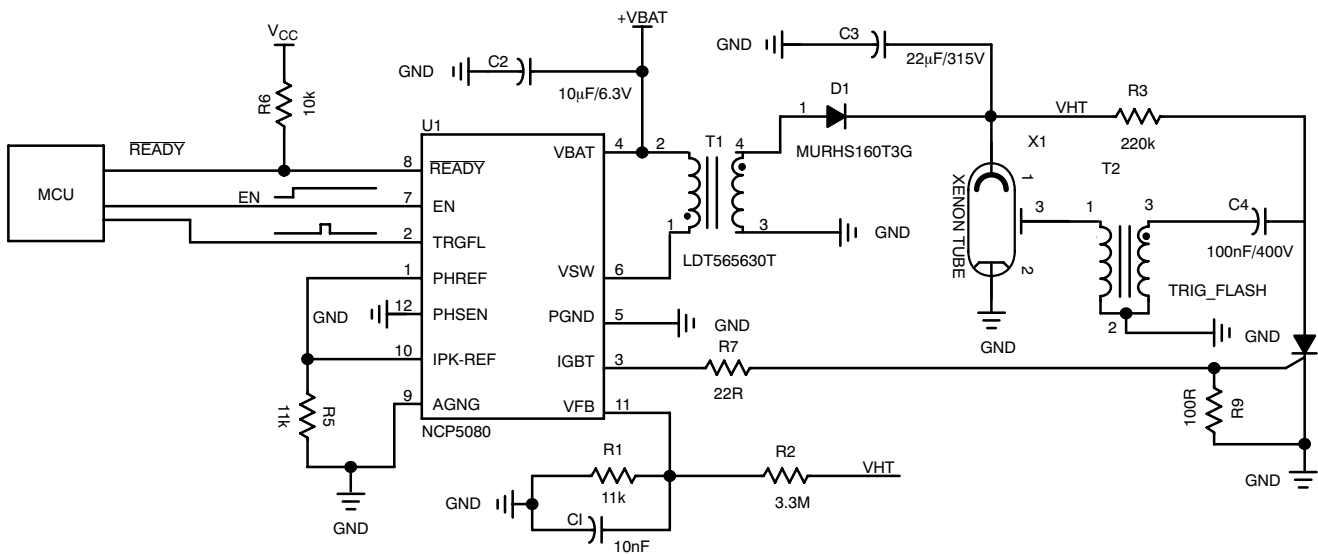 +VBAT
V_CC
GND
C3
GND
C2
22μF/315V
10μF/6.3V
R6
10k
D1
1
VHT
R3
220k
MURHS160T3G
X1
U1
T1
T2
READY
8
READY
VBAT
4
2
4
MCU
EN
7
EN
XENON TUBE
1
3
1
3
C4
100nF/400V
2
TRGFL
1
3
GND
LDT565630T
VSW
6
1
PHREF
2
TRIG_FLASH
GND
12
PHSEN
PGND
5
GND
GND
2
GND
R7
10
IPK-REF
IGBT
3
22R
R5
11k
9
AGNG
VFB
11
100R
R9
NCP5080
R1
R2
VHT
GND
11k
3.3M
GND
GND
CI
10nF